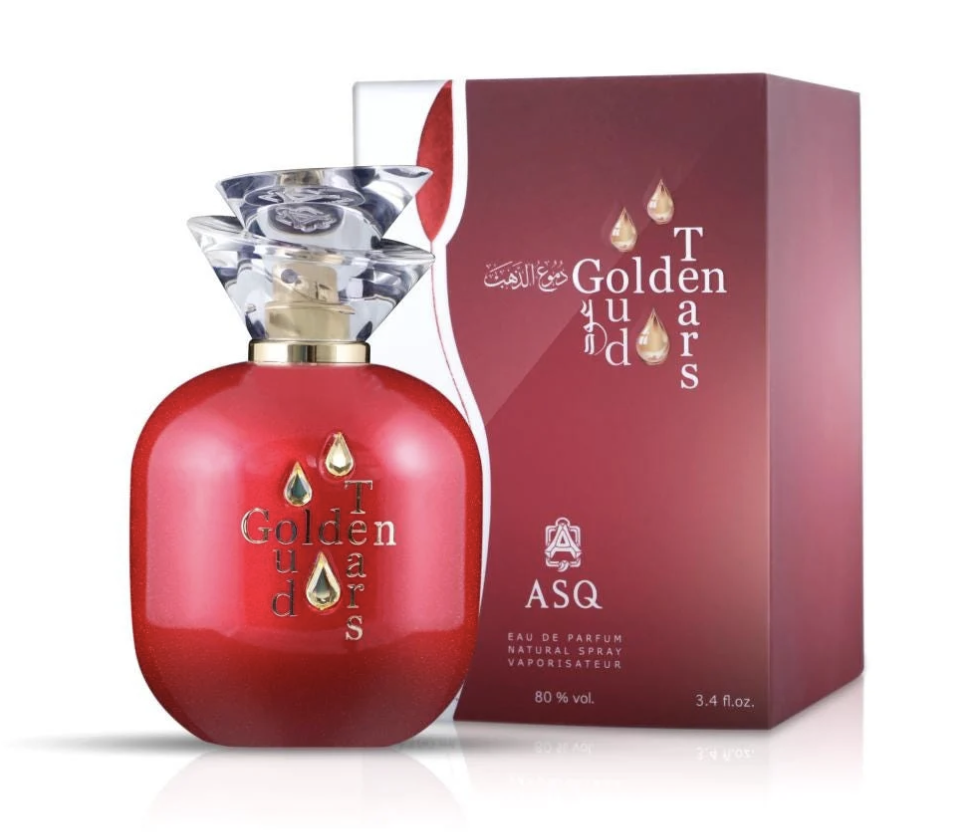 Tears
دموع الذهب Golden
oud
ASQ
EAU DE PARFUM
NATURAL SPRAY
VAPORISATEUR
80 % vol.
3.4 fl.oz.
Tears
Golden
oud